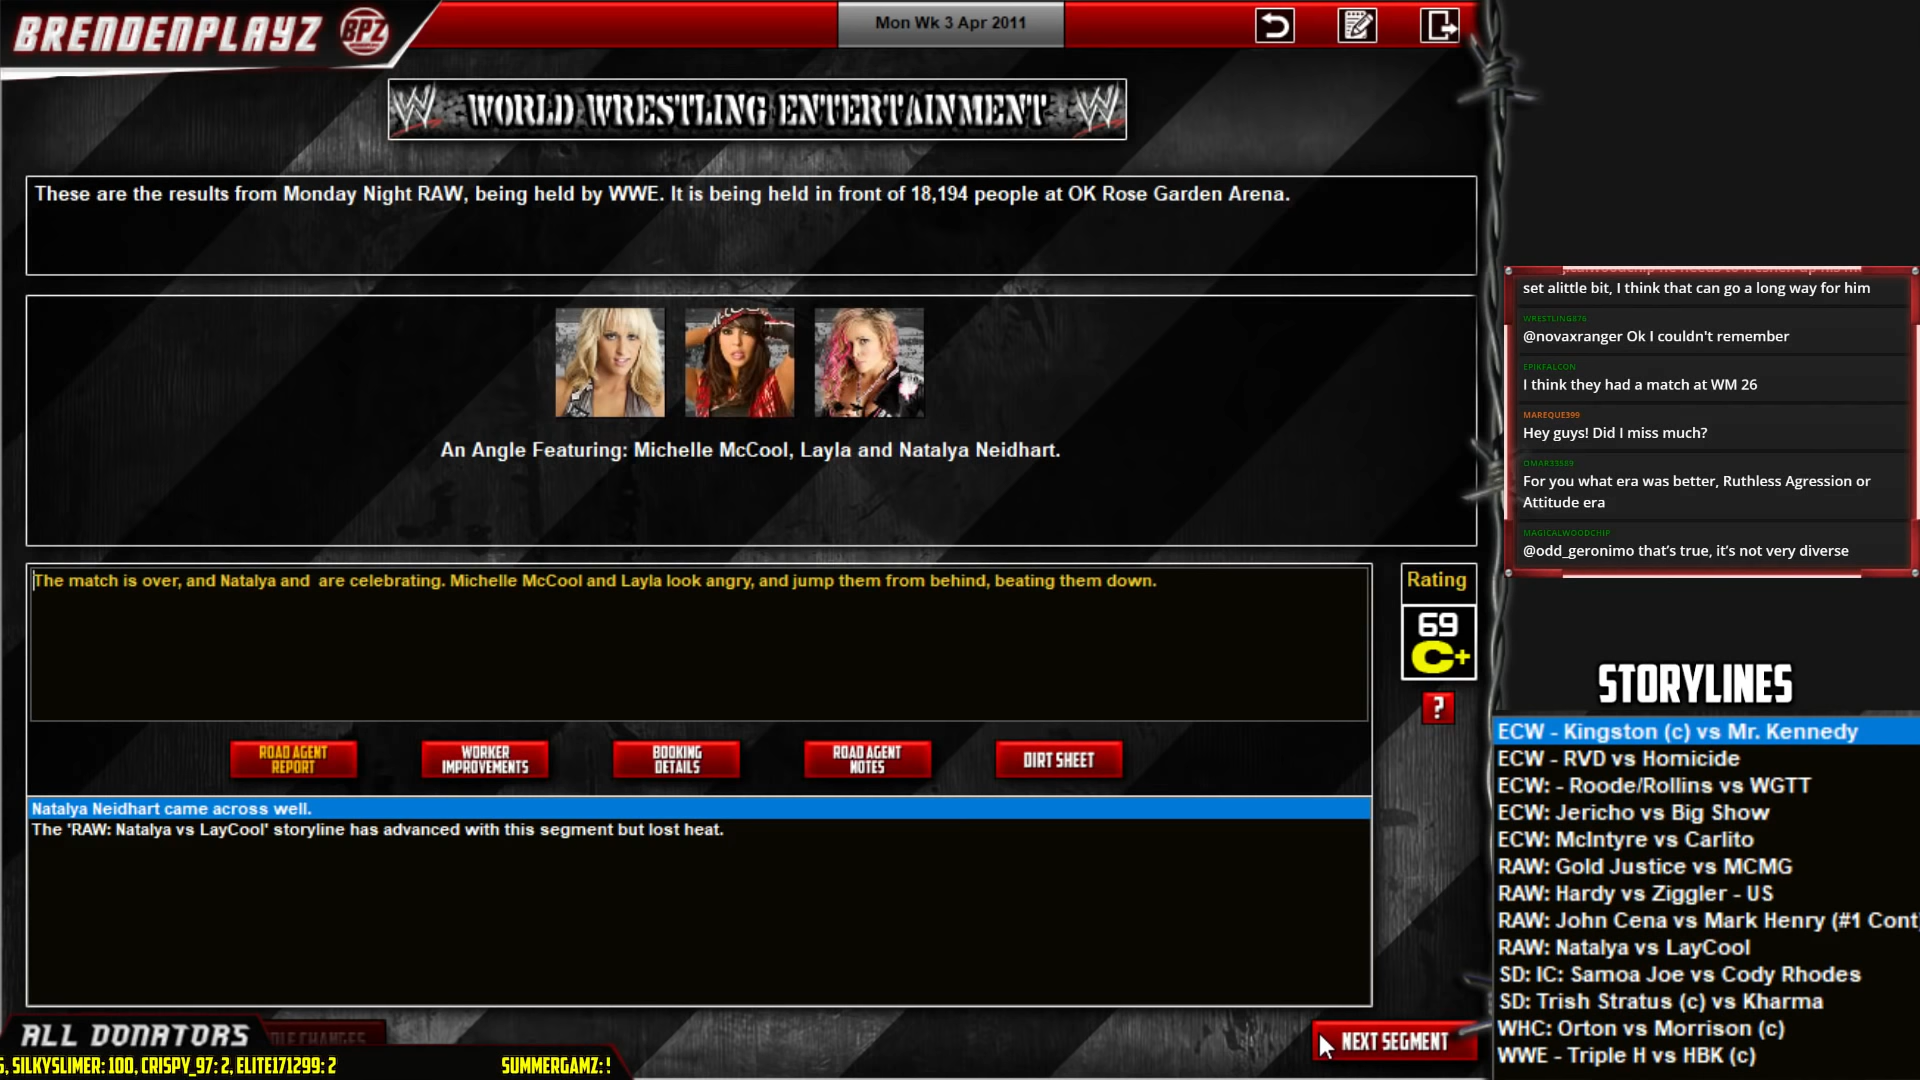 BRENDENPLAYZ
BPZ
Mon Wk 3 Apr 2011
WORLD WRESTLING ENTERTAINMENT
These are the results from Monday Night RAW, being held by WWE. It is being held in front of 18,194 people at OK Rose Garden Arena.
An Angle Featuring: Michelle McCool, Layla and Natalya Neidhart.
The match is over, and Natalya and  are celebrating. Michelle McCool and Layla look angry, and jump them from behind, beating them down.
Rating
69
C+
?
ROAD AGENT
REPORT
WORKER
IMPROVEMENTS
BOOKING
DETAILS
ROAD AGENT
NOTES
DIRT SHEET
Natalya Neidhart came across well.
The 'RAW: Natalya vs LayCool' storyline has advanced with this segment but lost heat.
NEXT SEGMENT
ALL DONATORS
, SILKYSLIMER: 100, CRISPY_97: 2, ELITE171299: 2
SUMMERGAMZ: !
set alittle bit, I think that can go a long way for him
WRESTLING876
@novaxranger Ok I couldn't remember
EPIKFALCON
I think they had a match at WM 26
MAREQUE399
Hey guys! Did I miss much?
OMAR33589
For you what era was better, Ruthless Agression or
Attitude era
MAGICALWOODCHIP
@odd_geronimo that's true, it's not very diverse
STORYLINES
ECW - Kingston (c) vs Mr. Kennedy
ECW - RVD vs Homicide
ECW: - Roode/Rollins vs WGTT
ECW: Jericho vs Big Show
ECW: McIntyre vs Carlito
RAW: Gold Justice vs MCMG
RAW: Hardy vs Ziggler - US
RAW: John Cena vs Mark Henry (#1 Cont
RAW: Natalya vs LayCool
SD: IC: Samoa Joe vs Cody Rhodes
SD: Trish Stratus (c) vs Kharma
WHC: Orton vs Morrison (c)
WWE - Triple H vs HBK (c)